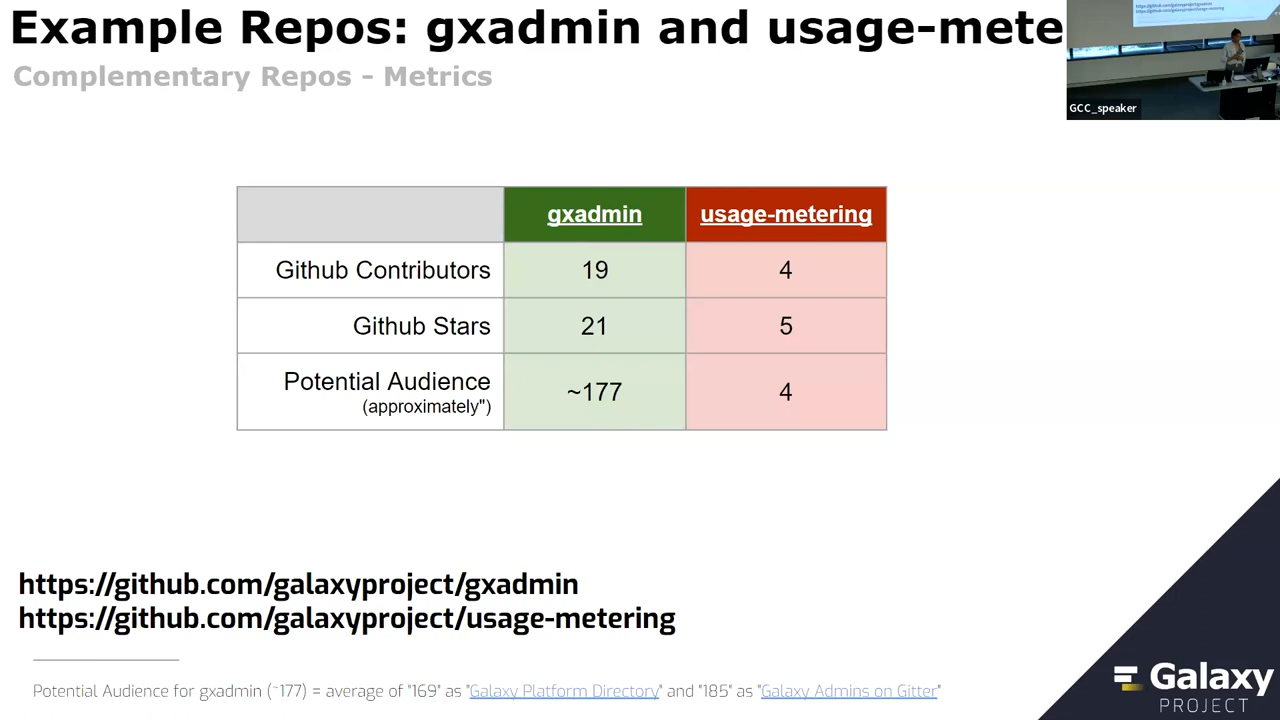 Example Repos: gxadmin and usage-mete
Complementary Repos - Metrics
GCC_speaker
gxadmin usage-metering
Github Contributors 19 4
Github Stars 21 5
Potential Audience ~177 4
(approximately")
https://github.com/galaxyproject/gxadmin
https://github.com/galaxyproject/usage-metering
Potential Audience for gxadmin (~177) = average of "169" as "Galaxy Platform Directory" and "185" as "Galaxy Admins on Gitter"
Galaxy
PROJECT